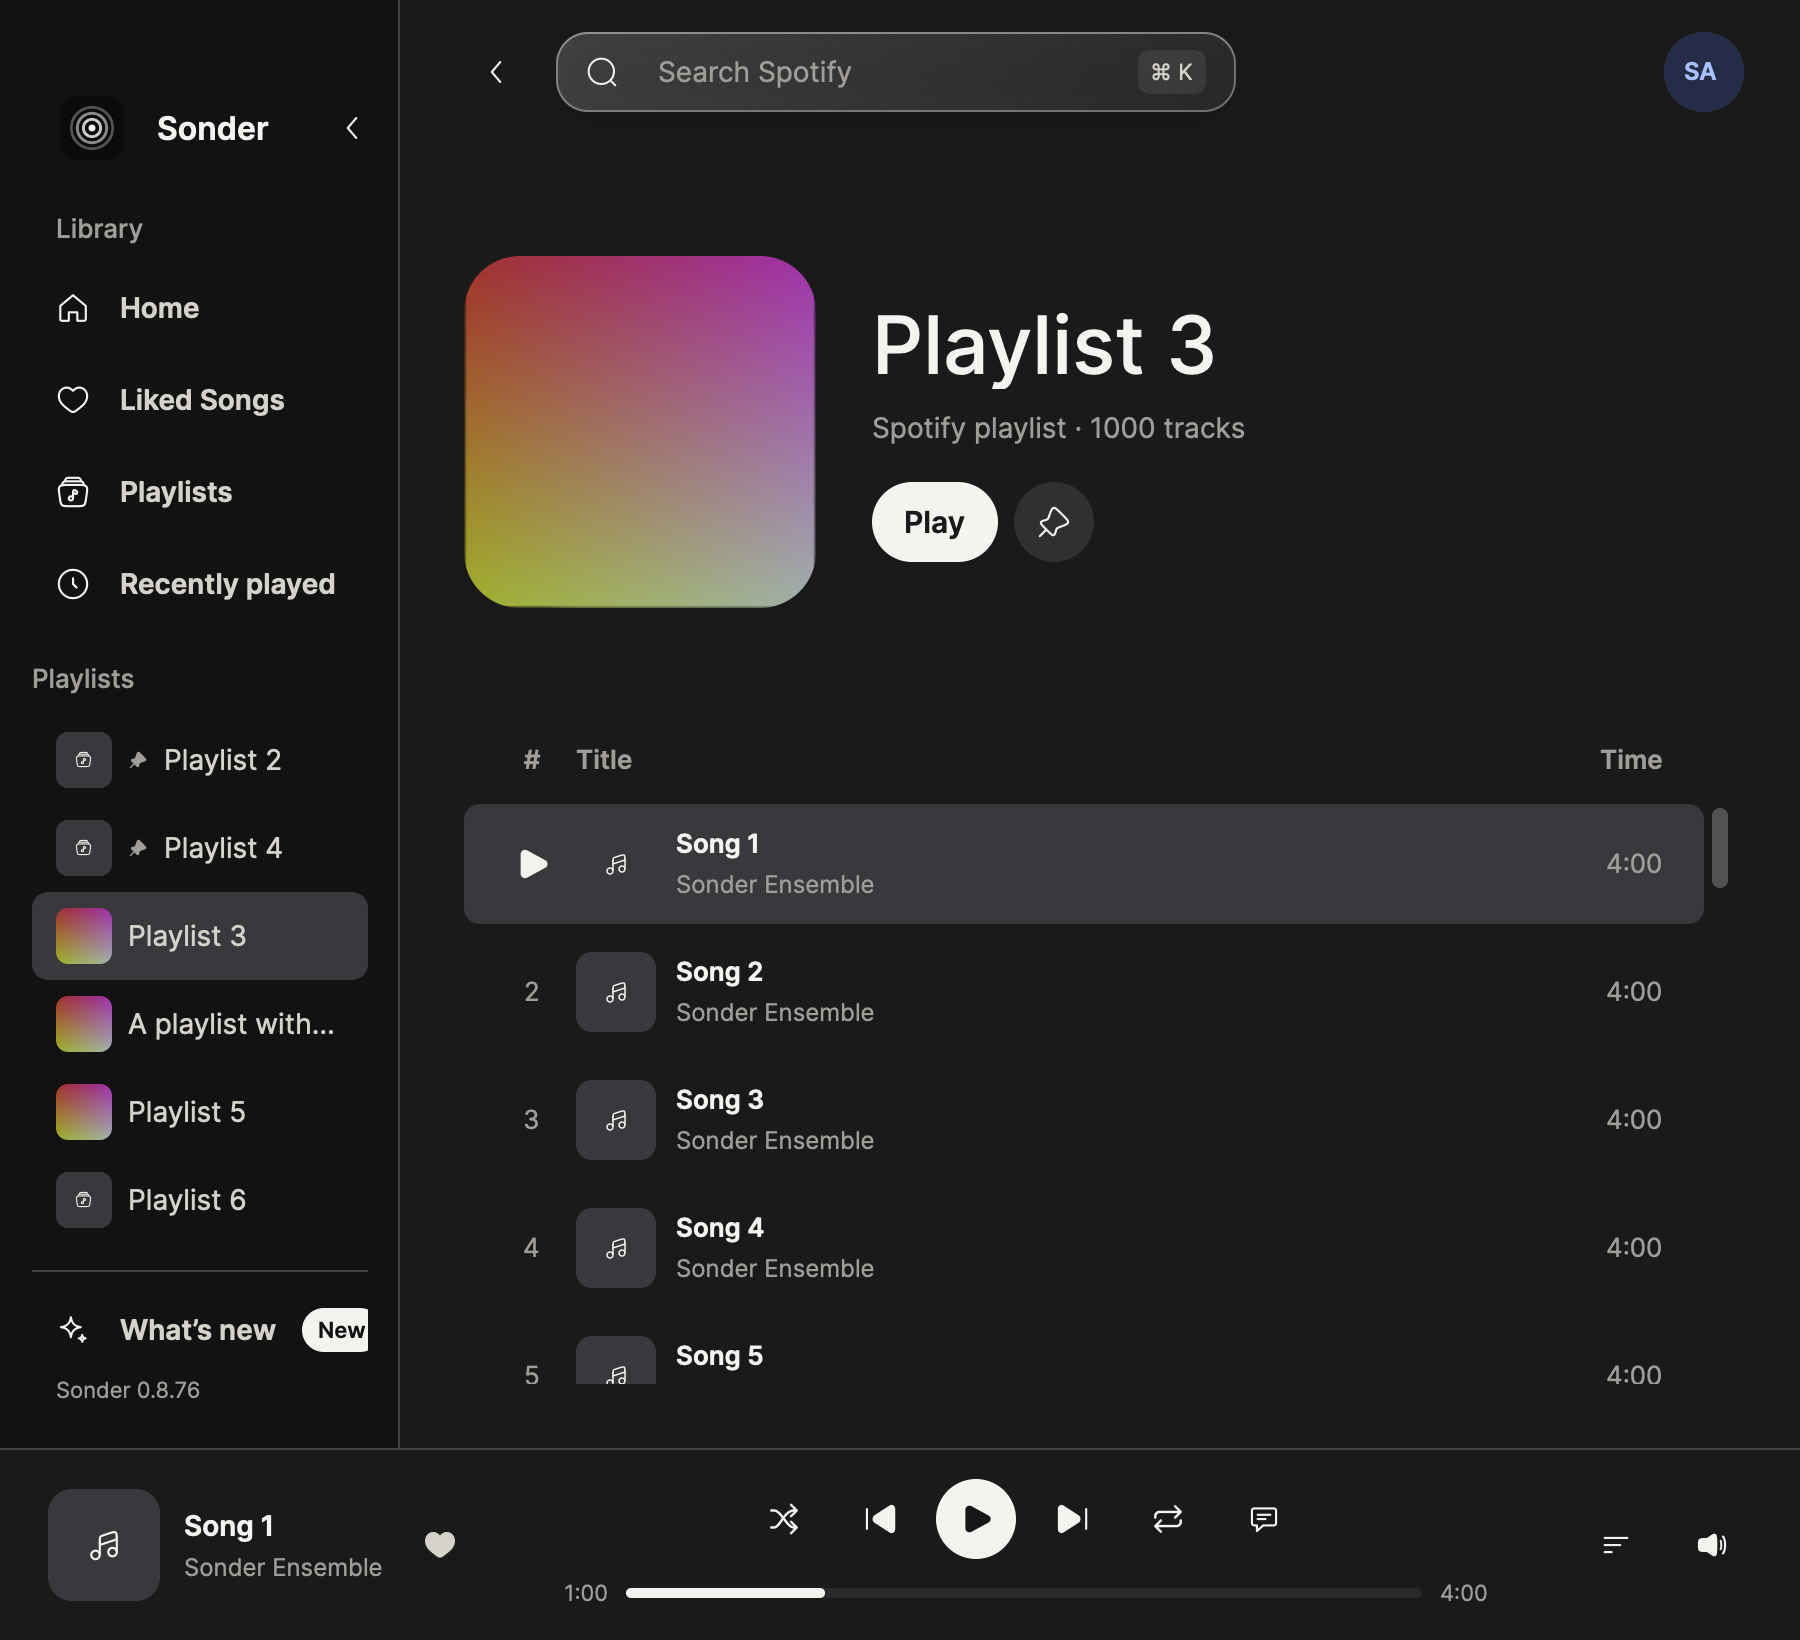 Search Spotify
⌘ K
SA
Sonder
Library
Home
Liked Songs
Playlists
Recently played
Playlists
Playlist 2
Playlist 4
Playlist 3
A playlist with...
Playlist 5
Playlist 6
What's new
New
Sonder 0.8.76
Playlist 3
Spotify playlist · 1000 tracks
Play
# Title Time
Song 1
Sonder Ensemble
4:00
2
Song 2
Sonder Ensemble
4:00
3
Song 3
Sonder Ensemble
4:00
4
Song 4
Sonder Ensemble
4:00
5
Song 5
4:00
Song 1
Sonder Ensemble
1:00
4:00